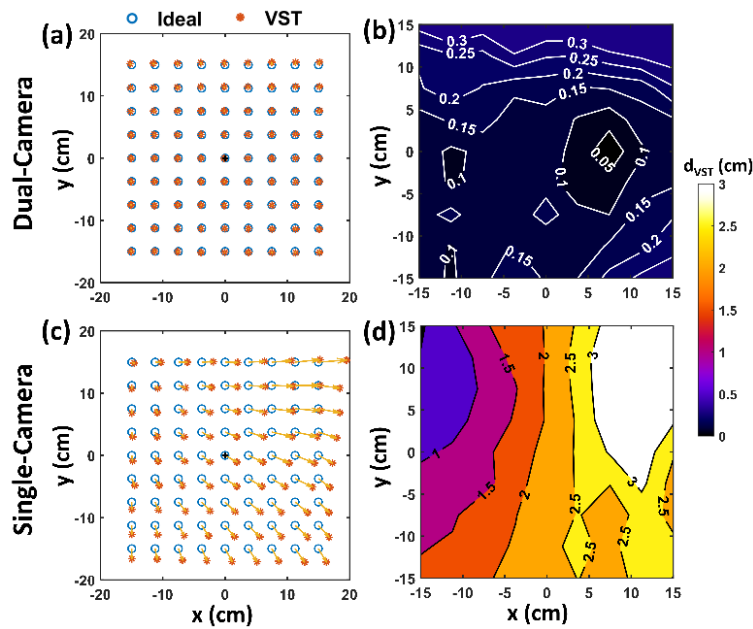 Ideal VST
(a)
20
10
0
-10
-20
-20 -10 0 10 20
y (cm)
Dual-Camera
(b)
15
10
5
0
-5
-10
-15
-15 -10 -5 0 5 10 15
y (cm)
0.3 0.3
0.25 0.25
0.2 0.2
0.15 0.15
0.1 0.1 0.1
0.05
0.15
0.1 0.15 0.2
dVST (cm)
3
2.5
2
1.5
1
0.5
0
(c)
20
10
0
-10
-20
-20 -10 0 10 20
y (cm)
x (cm)
Single-Camera
(d)
15
10
5
0
-5
-10
-15
-15 -10 -5 0 5 10 15
y (cm)
x (cm)
1.5 2 2.5 3
1
1.5 2 2.5 3 2.5
2.5 2.5